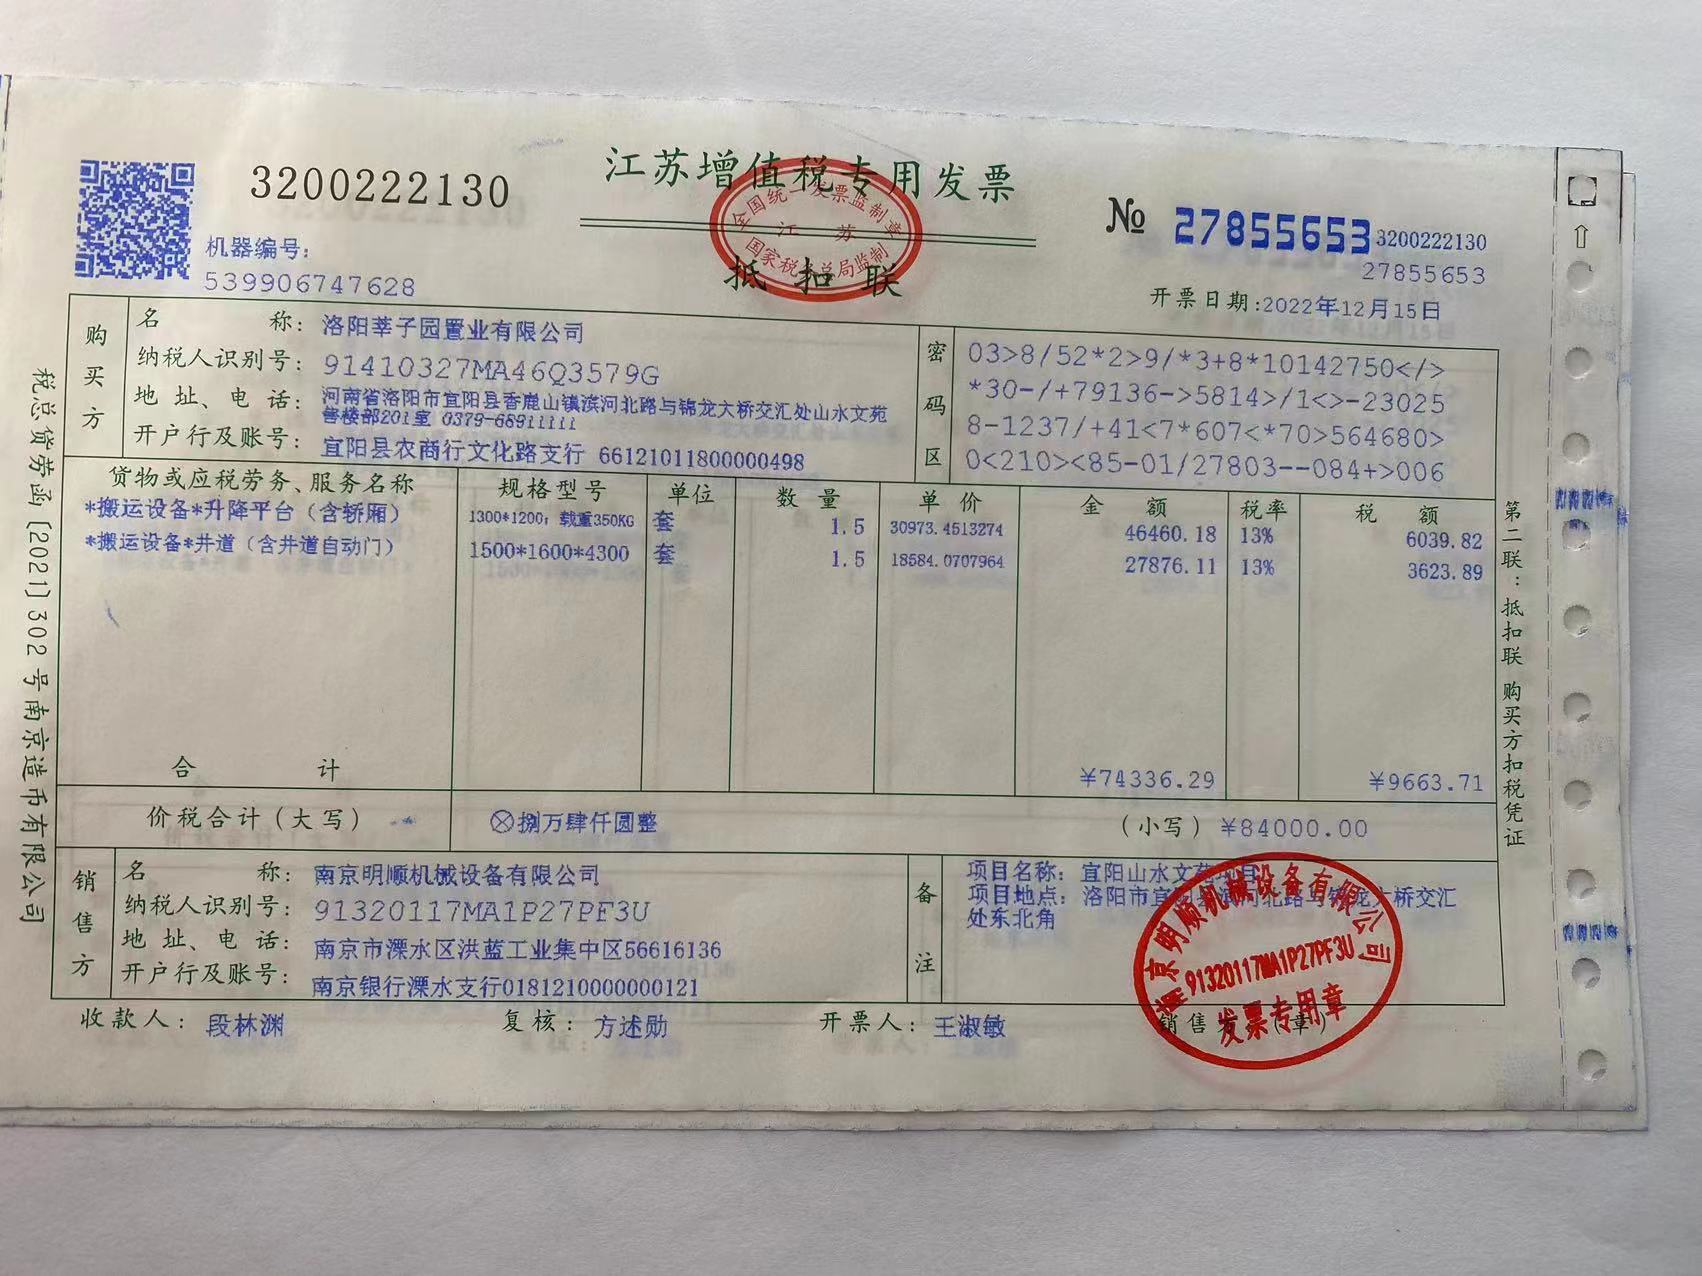 3200222130
江苏增值税专用发票
全国统一发票监制章
江 苏
国家税务总局监制
抵 扣 联
№ 27855653
3200222130
27855653
机器编号:
539906747628
开票日期:2022年12月15日
税总货劳函〔2021〕302号南京造币有限公司
购买方
名 称: 洛阳莘子园置业有限公司
纳税人识别号: 91410327MA46Q3579G
地 址、电 话: 河南省洛阳市宜阳县香鹿山镇滨河北路与锦龙大桥交汇处山水文苑
售楼部201室 0379-68911111
开户行及账号: 宜阳县农商行文化路支行 66121011800000498
密码区
03>8/52*2>9/*3+8*10142750</>
*30-/+79136->5814>/1<>-23025
8-1237/+41<7*607<*70>564680>
0<210><85-01/27803--084+>006
货物或应税劳务、服务名称 规格型号 单位 数 量 单 价 金 额 税率 税 额
*搬运设备*升降平台（含轿厢） 1300*1200; 载重350KG 套 1.5 30973.4513274 46460.18 13% 6039.82
*搬运设备*井道（含井道自动门） 1500*1600*4300 套 1.5 18584.0707964 27876.11 13% 3623.89
合 计 ¥74336.29 ¥9663.71
价税合计（大写） ⊗捌万肆仟圆整 （小写）¥84000.00
销售方
名 称: 南京明顺机械设备有限公司
纳税人识别号: 91320117MA1P27PF3U
地 址、电 话: 南京市溧水区洪蓝工业集中区56616136
开户行及账号: 南京银行溧水支行0181210000000121
备注
项目名称: 宜阳山水文苑项目
项目地点: 洛阳市宜阳县滨河北路与锦龙大桥交汇
处东北角
南京明顺机械设备有限公司
91320117MA1P27PF3U
发票专用章
收款人: 段林渊 复核: 方述勋 开票人: 王淑敏 销售方:（章）
第二联：抵扣联 购买方扣税凭证